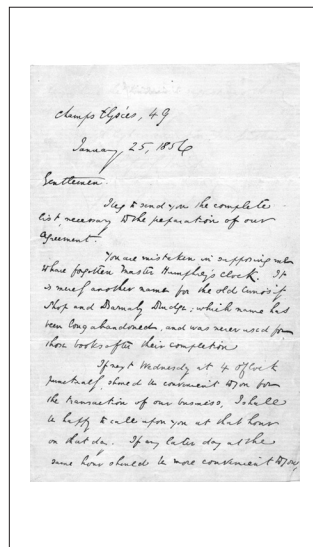 Champs Elysées, 49
January 25, 1856
Gentlemen.
I beg to send you the complete
list, necessary to the preparation of our
Agreement.
You are mistaken in supposing me
to have forgotten Master Humphrey's Clock. It
is merely another name for the old Curiosity
Shop and Barnaby Rudge; which name has
been long abandoned, and was never used for
those books after their completion
If next Wednesday at 4 o'Clock
punctually, should be convenient to you for
the transaction of our business, I shall
be happy to call upon you at that hour
on that day. If any later day at the
same hour should be more convenient to you,